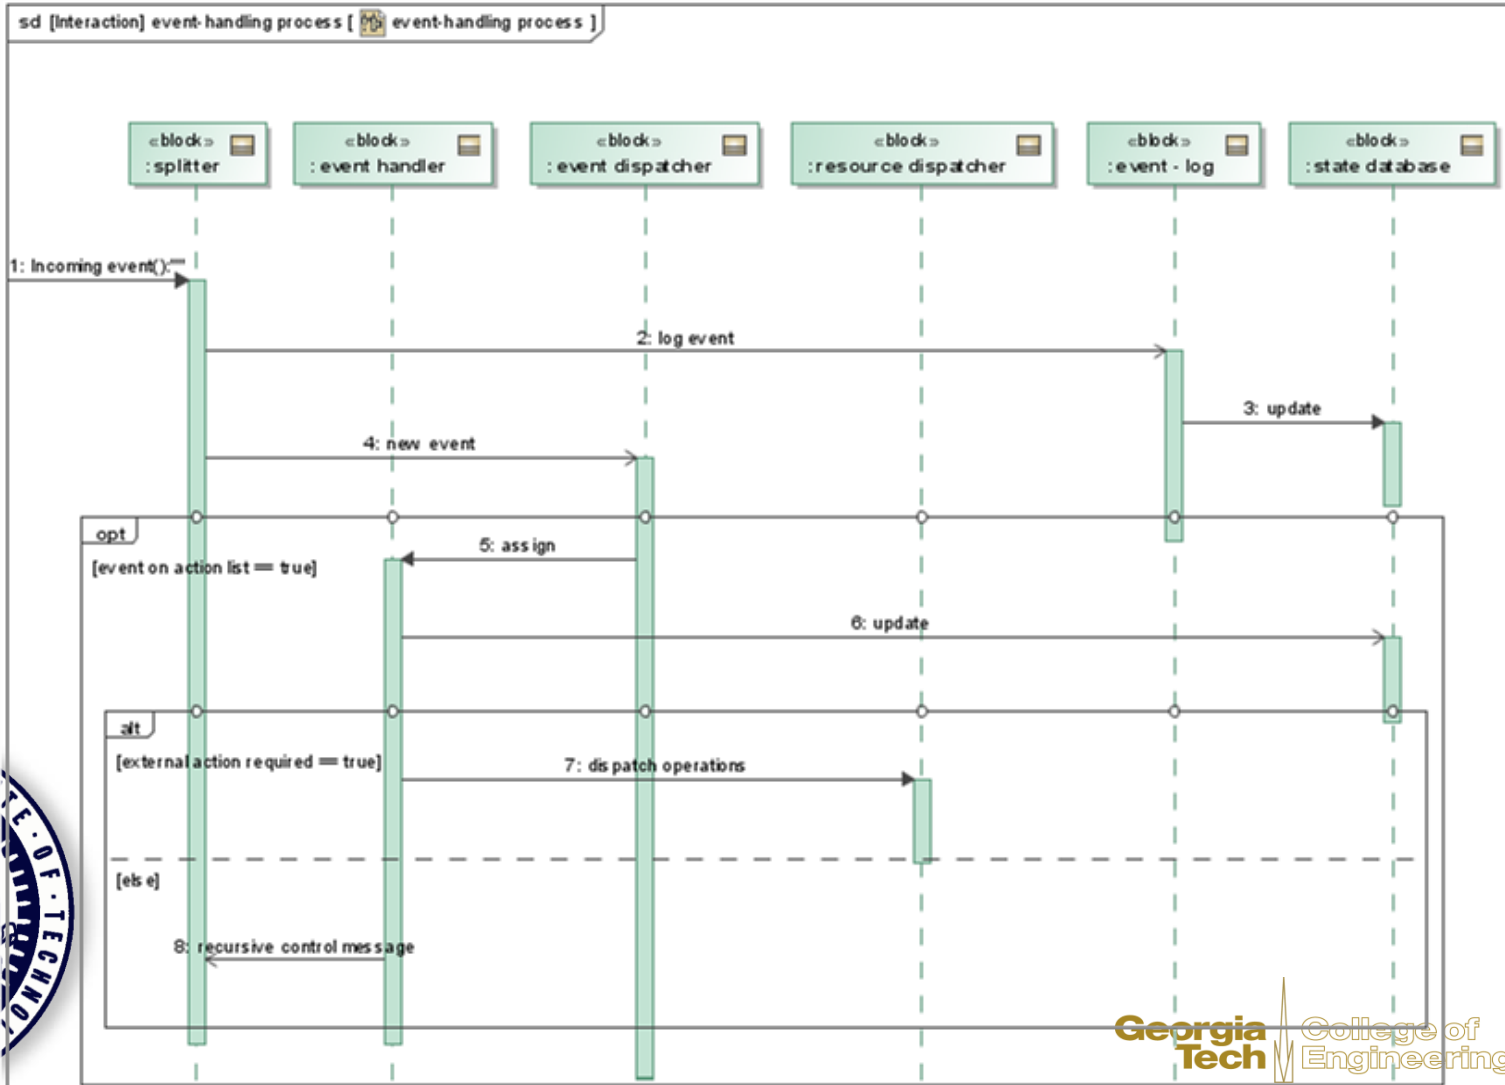 sd [Interaction] event-handling process [ event-handling process ]
«block»
:splitter
«block»
:event handler
«block»
:event dispatcher
«block»
:resource dispatcher
«block»
:event - log
«block»
:state database
1: Incoming event():""
2: log event
3: update
4: new event
opt
5: assign
[event on action list == true]
6: update
alt
[external action required == true]
7: dispatch operations
[else]
8: recursive control message
OF · TECHNO
Georgia
Tech
College of
Engineering